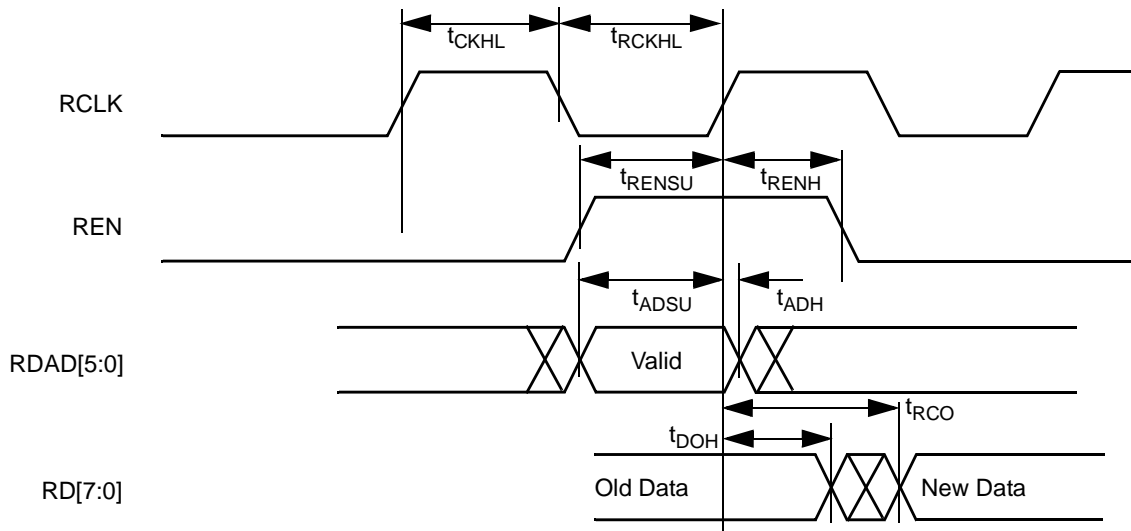 tCKHL tRCKHL
RCLK
tRENSU tRENH
REN
tADSU tADH
RDAD[5:0] Valid
tRCO
tDOH
RD[7:0] Old Data New Data